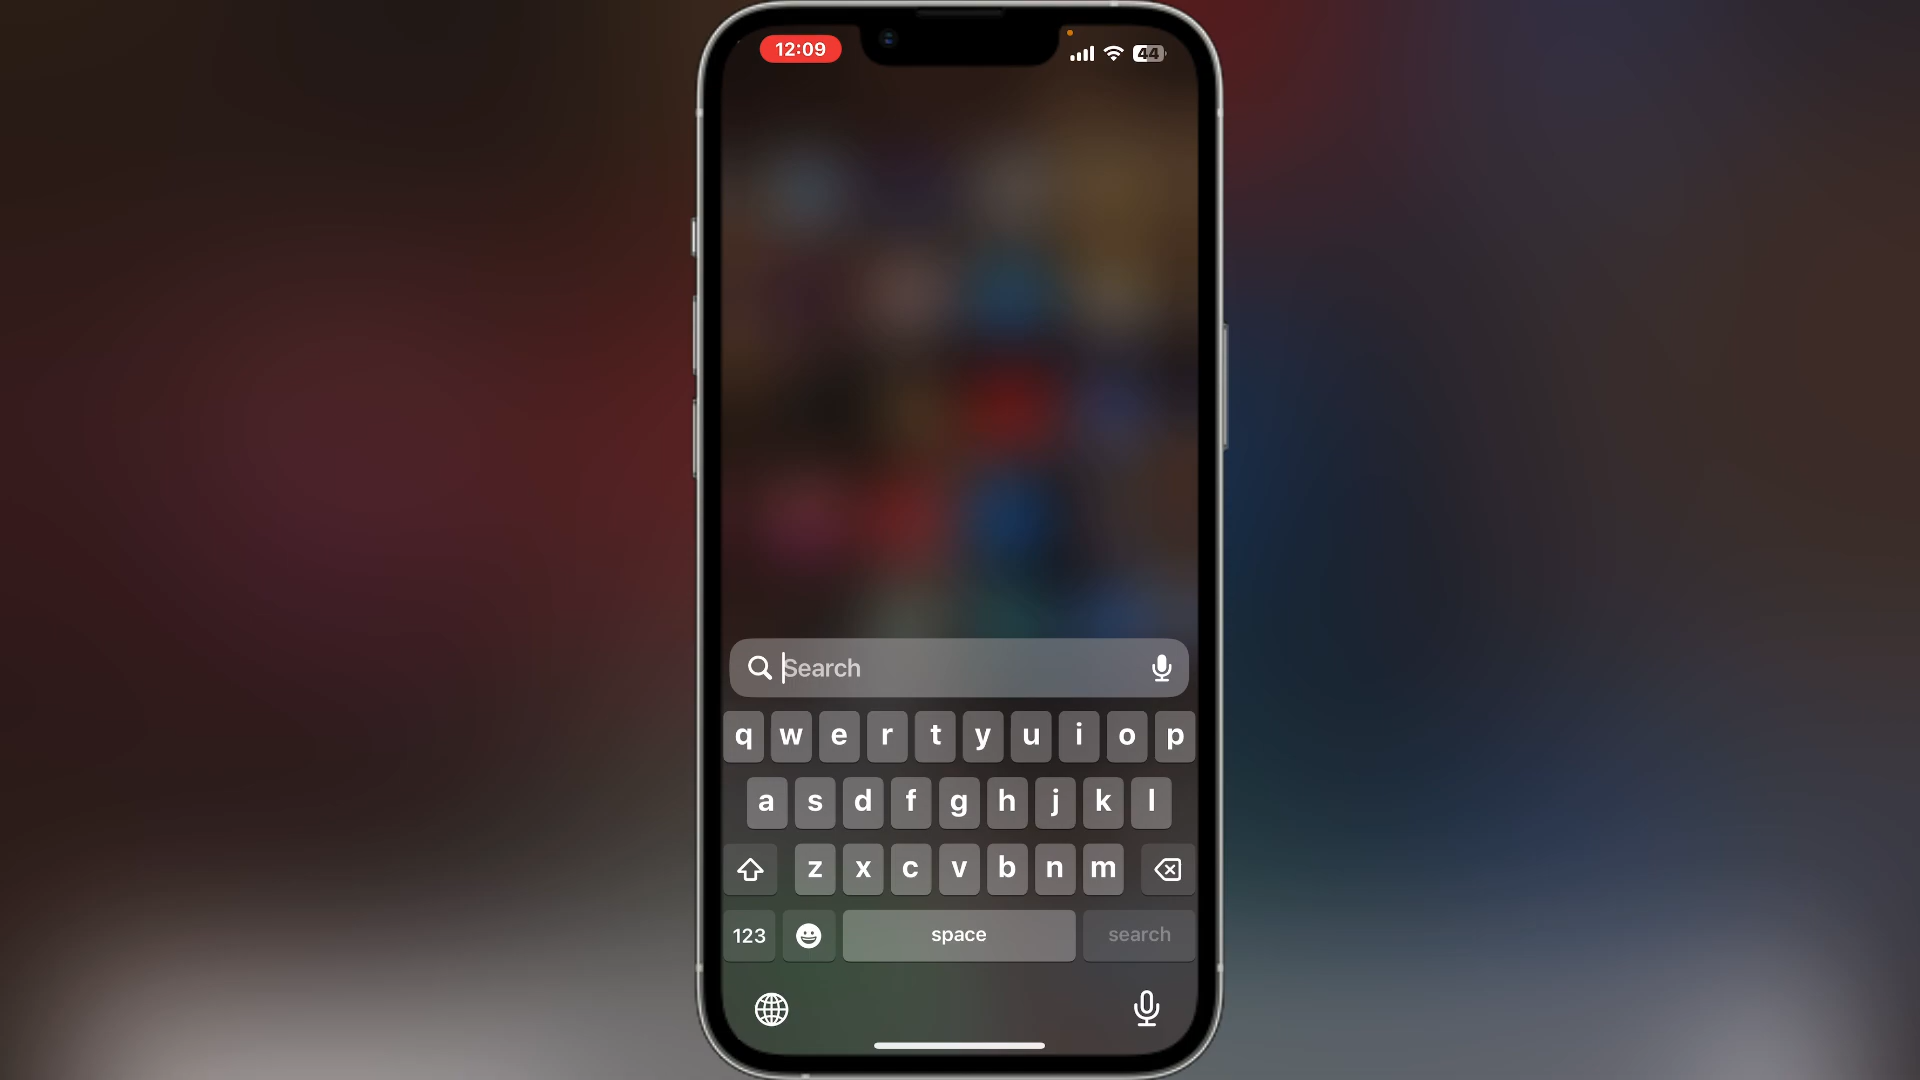 12:09
44
Search
q w e r t y u i o p
a s d f g h j k l
z x c v b n m
123 space search